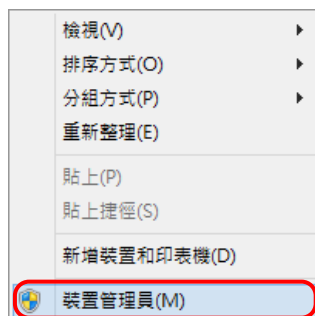 檢視(V)
排序方式(O)
分組方式(P)
重新整理(E)
貼上(P)
貼上捷徑(S)
新增裝置和印表機(D)
裝置管理員(M)